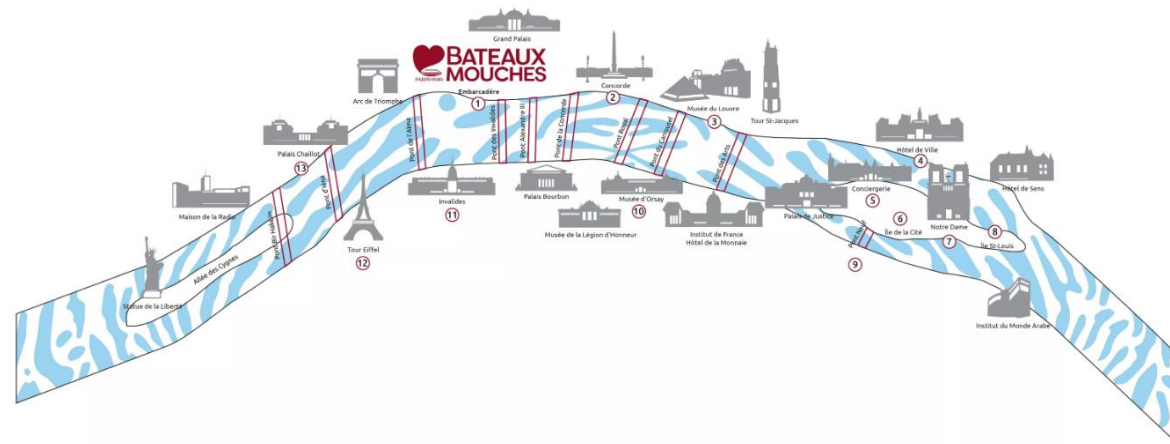 Grand Palais
BATEAUX
MOUCHES
PARIS
Arc de Triomphe
Embarcadère
1
Concorde
2
Musée du Louvre
3
Tour St-Jacques
Palais Chaillot
13
Maison de la Radio
Statue de la Liberté
Allée des Cygnes
Pont Bir Hakeim
Pont d'Iéna
Pont de l'Alma
Pont des Invalides
Pont Alexandre III
Pont de la Concorde
Pont Royal
Pont du Carrousel
Pont des Arts
Hôtel de Ville
4
Hôtel de Sens
Conciergerie
5
Palais de Justice
6
Île de la Cité
Notre Dame
7
8
Île St-Louis
Pont Neuf
9
Invalides
11
Palais Bourbon
Musée d'Orsay
10
Musée de la Légion d'Honneur
Institut de France
Hôtel de la Monnaie
Tour Eiffel
12
Institut du Monde Arabe